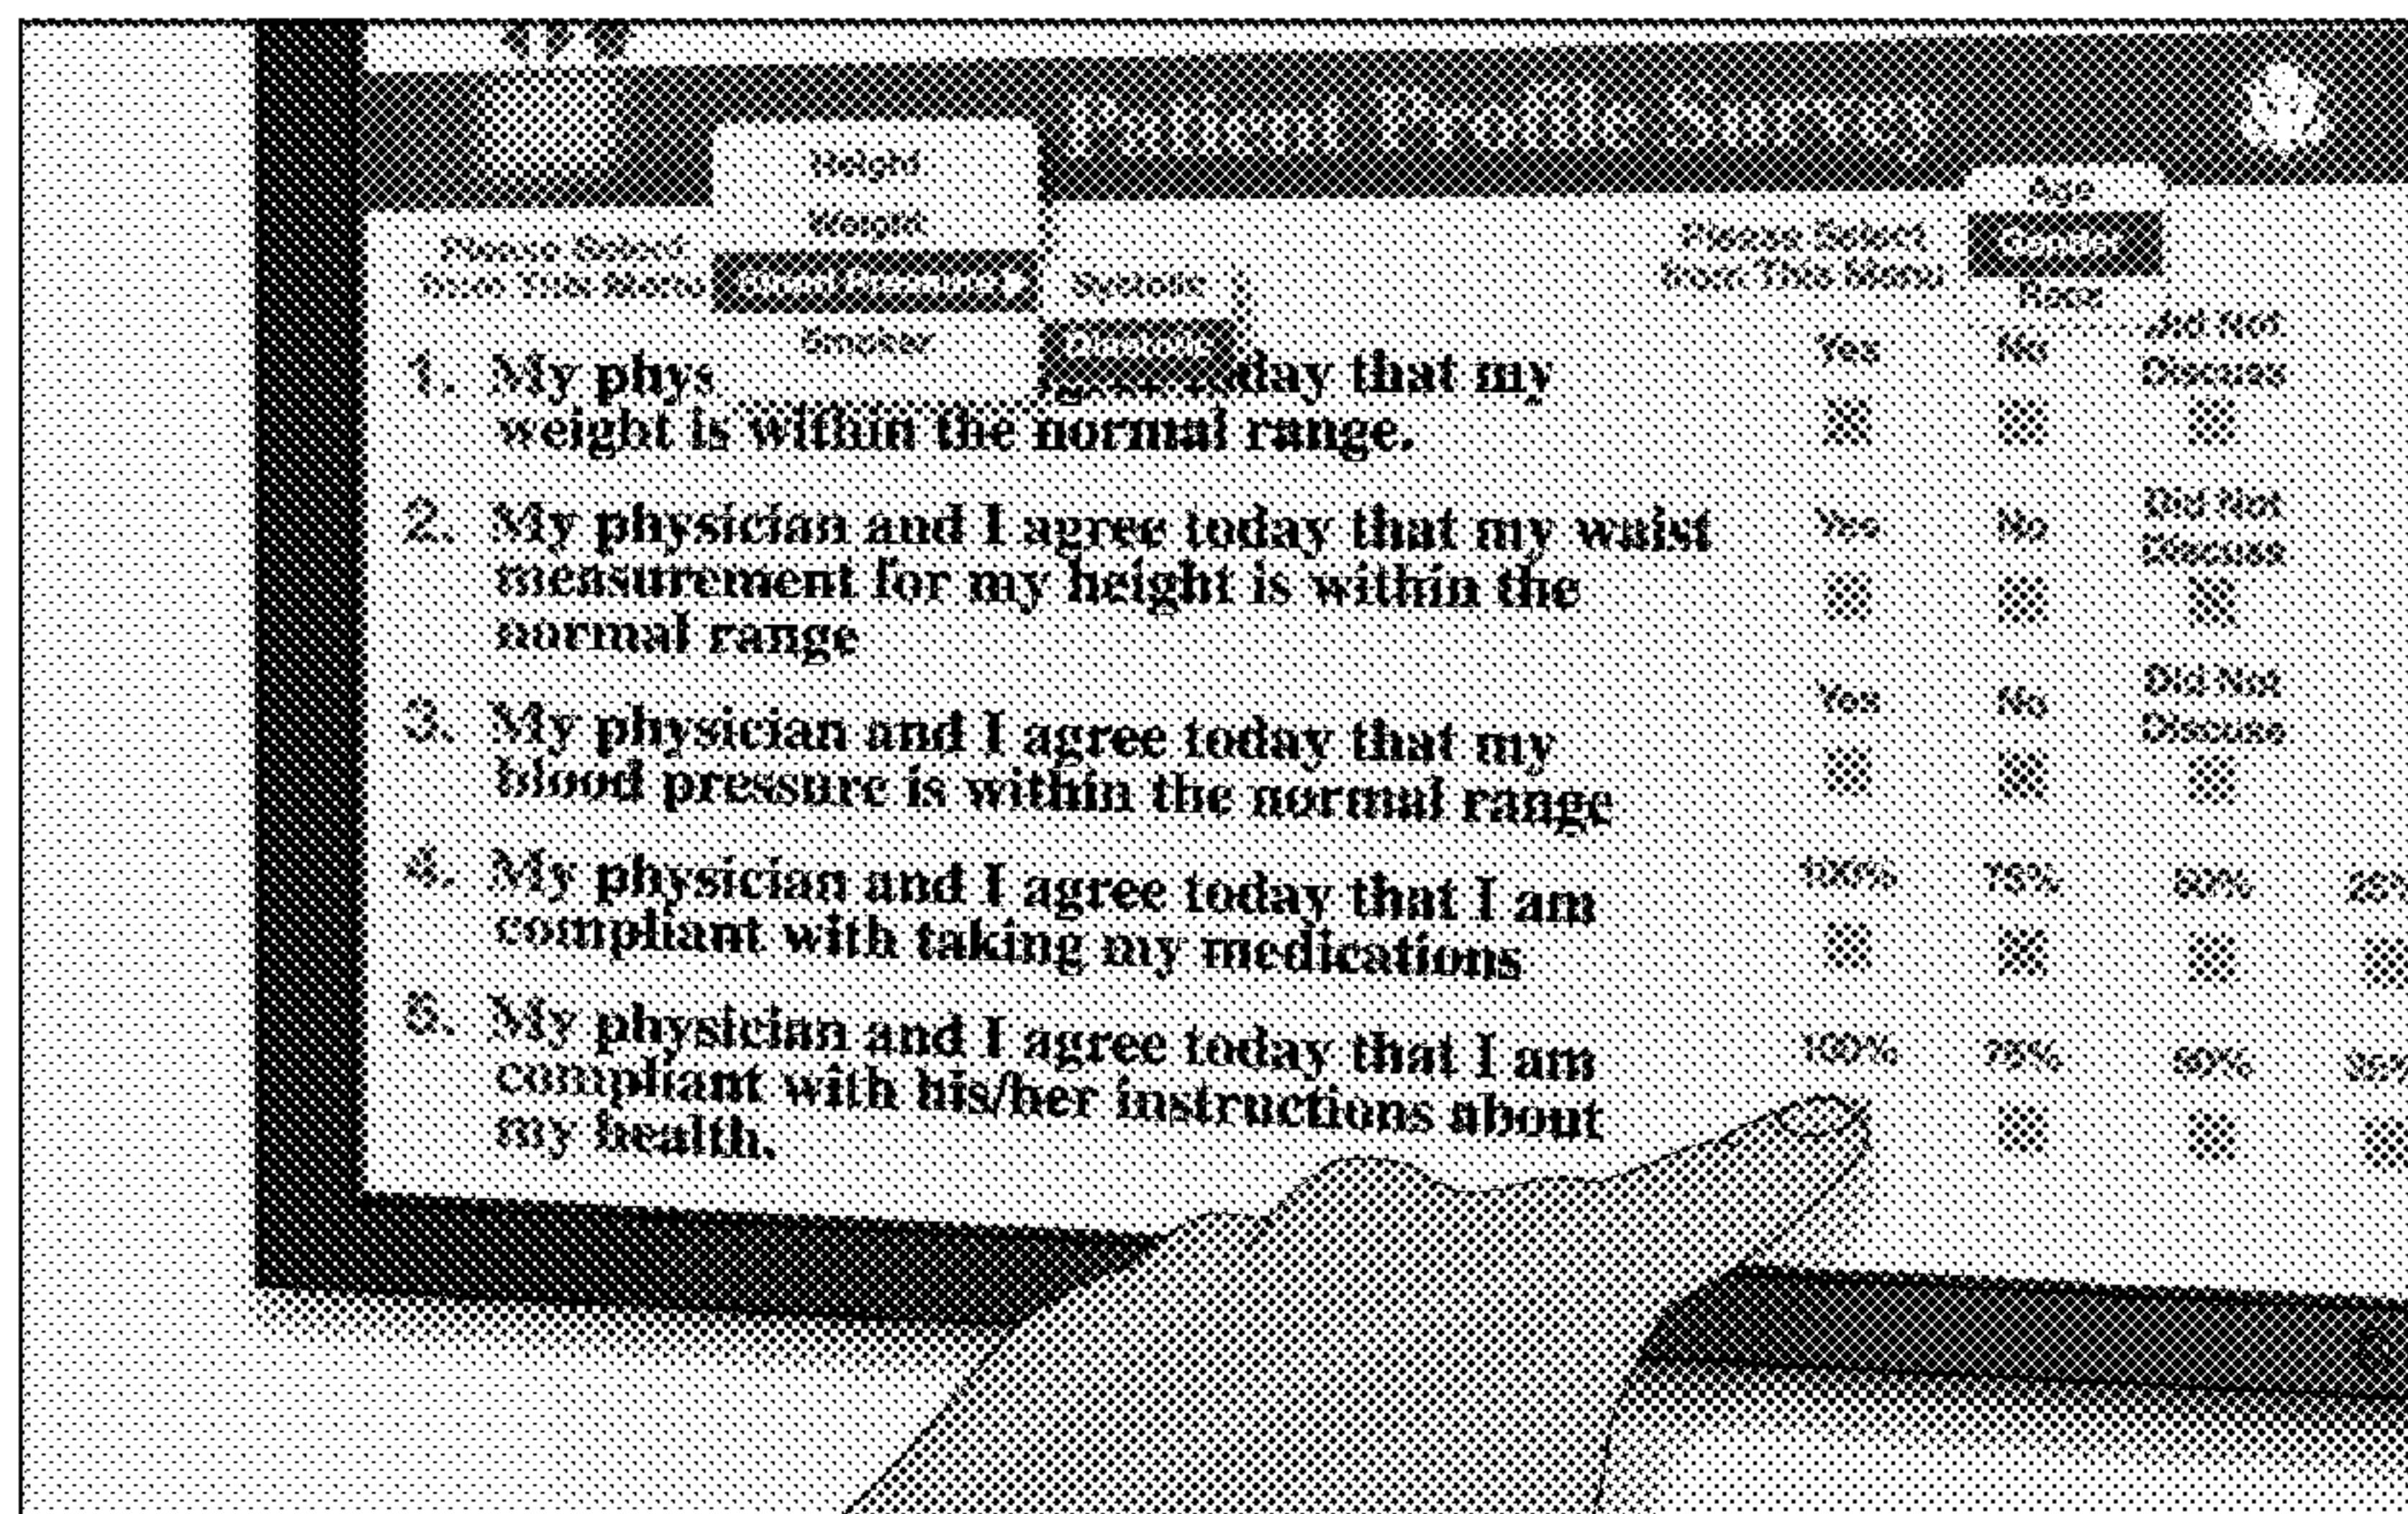 Patient Profile Survey
Height
Weight
Blood Pressure
Smoker
Systolic
Diastolic
Please Select
from This Menu
Please Select
from This Menu
Age
Gender
Race
1. My phys agree today that my
weight is within the normal range.
Yes No Did Not
Discuss
2. My physician and I agree today that my waist
measurement for my height is within the
normal range
Yes No Did Not
Discuss
3. My physician and I agree today that my
blood pressure is within the normal range
Yes No Did Not
Discuss
4. My physician and I agree today that I am
compliant with taking my medications
100% 75% 50% 25%
5. My physician and I agree today that I am
compliant with his/her instructions about
my health.
100% 75% 50% 25%